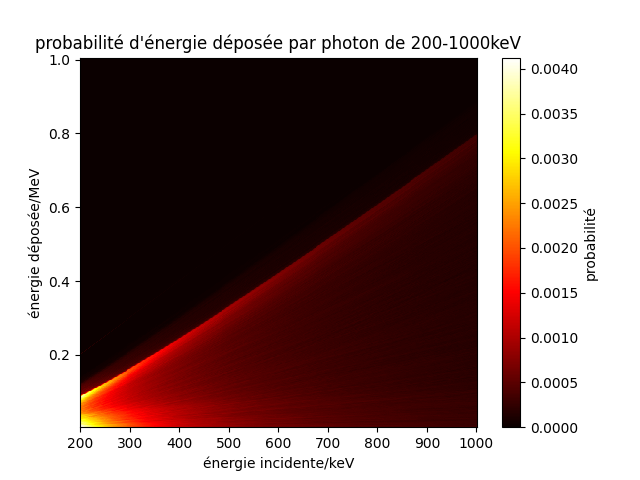 probabilité d'énergie déposée par photon de 200-1000keV
énergie déposée/MeV
1.0
0.8
0.6
0.4
0.2
200 300 400 500 600 700 800 900 1000
énergie incidente/keV
0.0040
0.0035
0.0030
0.0025
0.0020
0.0015
0.0010
0.0005
0.0000
probabilité